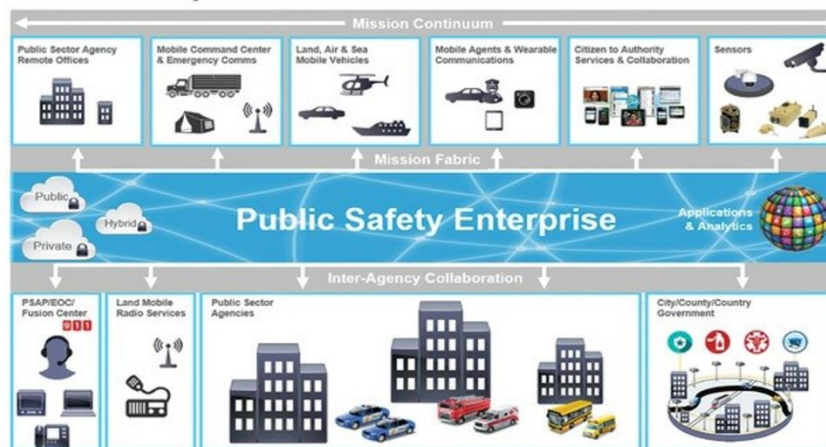 Mission Continuum
Public Sector Agency
Remote Offices
Mobile Command Center
& Emergency Comms
Land, Air & Sea
Mobile Vehicles
Mobile Agents & Wearable
Communications
Citizen to Authority
Services & Collaboration
Sensors
Mission Fabric
Public
Hybrid
Private
Public Safety Enterprise
Applications
& Analytics
Inter-Agency Collaboration
PSAP/EOC/
Fusion Center
911
Land Mobile
Radio Services
Public Sector
Agencies
City/County/Country
Government